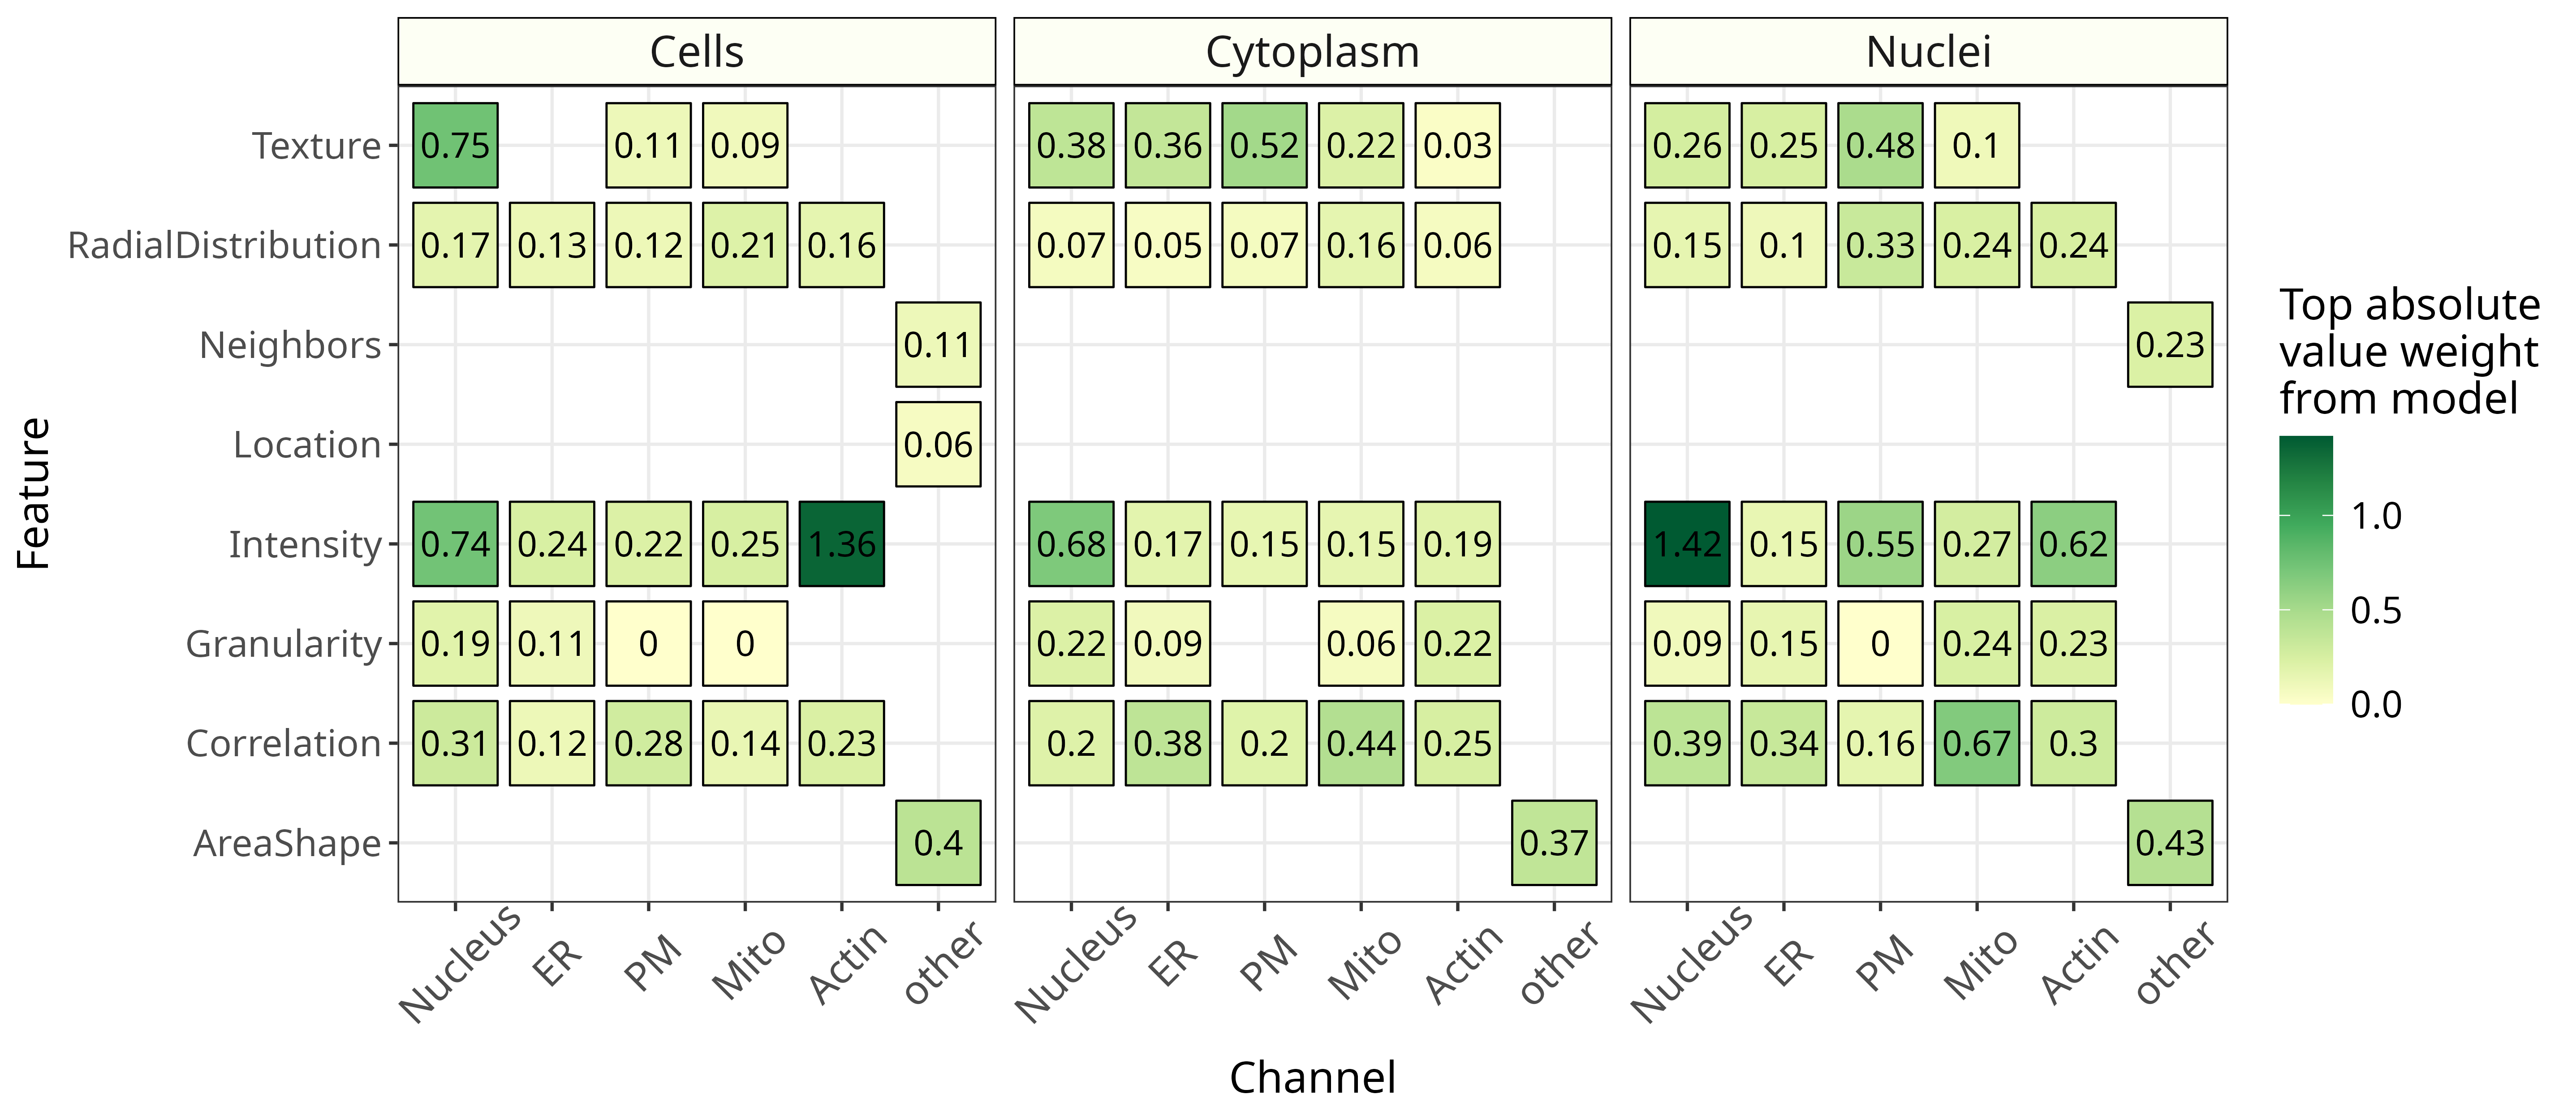 Cells Cytoplasm Nuclei
Texture 0.75 0.11 0.09 0.38 0.36 0.52 0.22 0.03 0.26 0.25 0.48 0.1
RadialDistribution 0.17 0.13 0.12 0.21 0.16 0.07 0.05 0.07 0.16 0.06 0.15 0.1 0.33 0.24 0.24
Neighbors 0.11 0.23
Location 0.06
Intensity 0.74 0.24 0.22 0.25 1.36 0.68 0.17 0.15 0.15 0.19 1.42 0.15 0.55 0.27 0.62
Granularity 0.19 0.11 0 0 0.22 0.09 0.06 0.22 0.09 0.15 0 0.24 0.23
Correlation 0.31 0.12 0.28 0.14 0.23 0.2 0.38 0.2 0.44 0.25 0.39 0.34 0.16 0.67 0.3
AreaShape 0.4 0.37 0.43
Nucleus ER PM Mito Actin other Nucleus ER PM Mito Actin other Nucleus ER PM Mito Actin other
Channel
Feature
Top absolute
value weight
from model
1.0
0.5
0.0